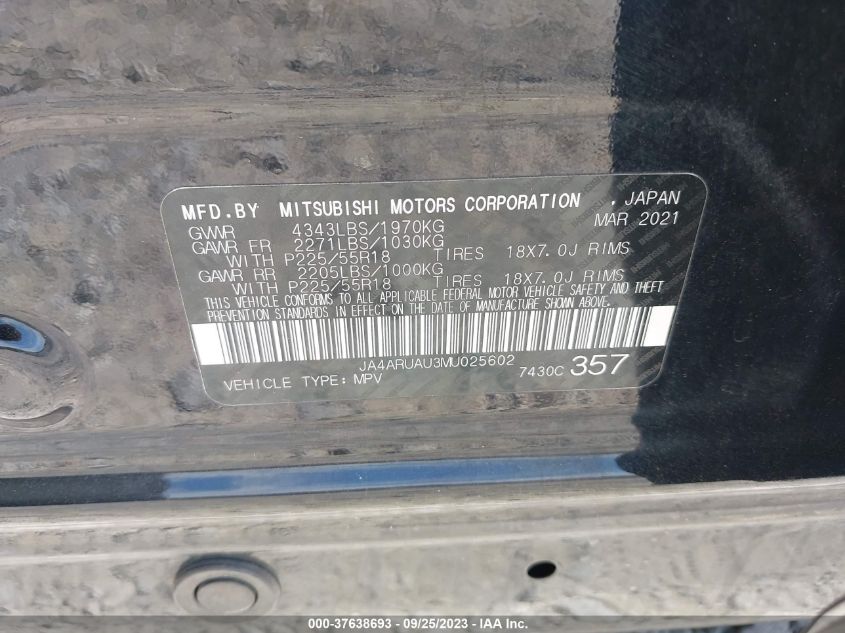 MFD.BY MITSUBISHI MOTORS CORPORATION , JAPAN
GVWR 4343LBS/1970KG MAR 2021
GAWR FR 2271LBS/1030KG
WITH P225/55R18 TIRES 18X7.0J RIMS
GAWR RR 2205LBS/1000KG
WITH P225/55R18 TIRES 18X7.0J RIMS
THIS VEHICLE CONFORMS TO ALL APPLICABLE FEDERAL MOTOR VEHICLE SAFETY AND THEFT
PREVENTION STANDARDS IN EFFECT ON THE DATE OF MANUFACTURE SHOWN ABOVE.
JA4ARUAU3MU025602
VEHICLE TYPE:MPV 7430C 357
000-37638693 - 09/25/2023 - IAA Inc.